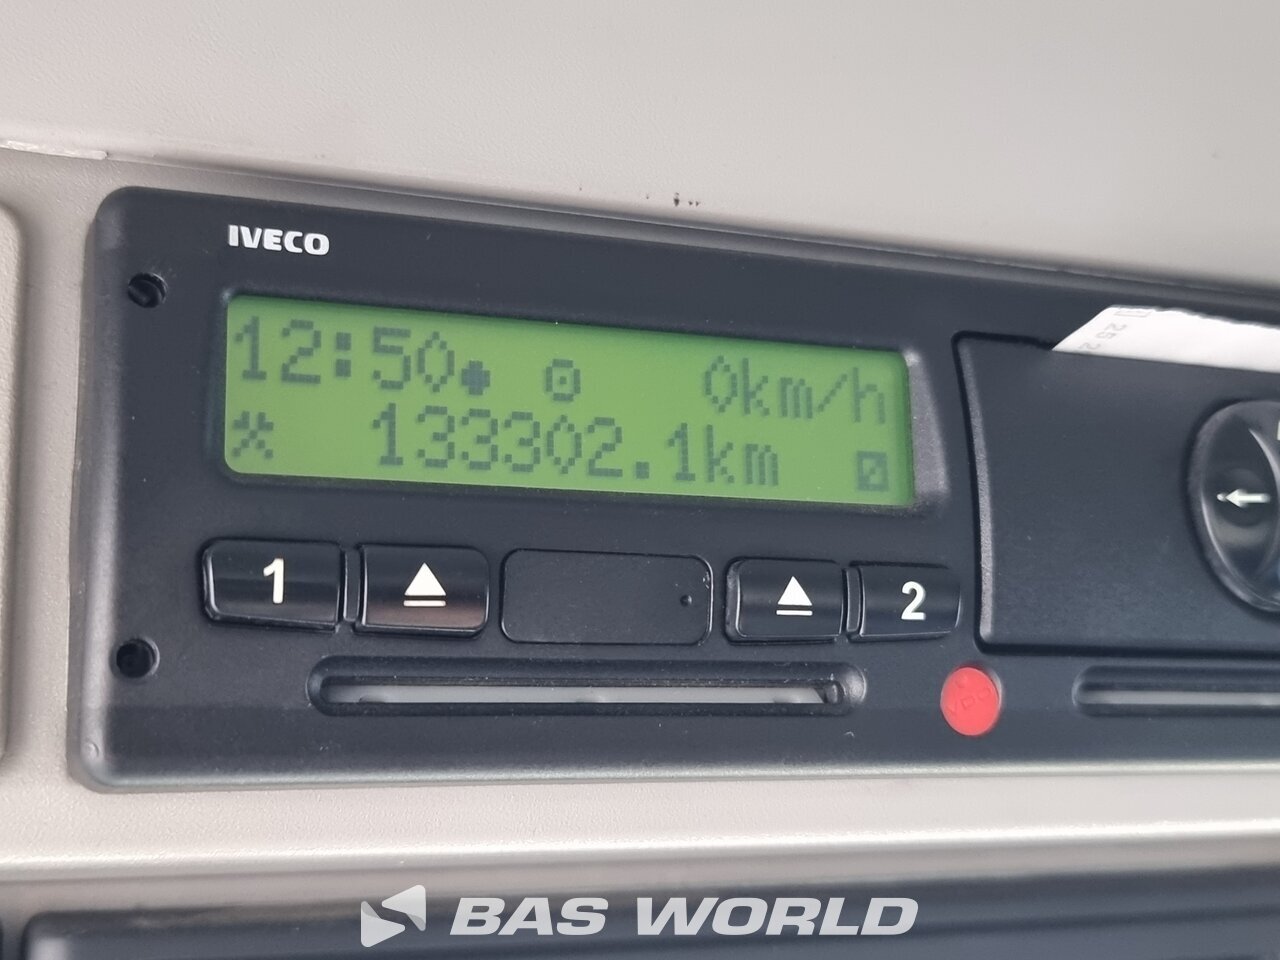 IVECO
12:50 0km/h
133302.1km
1 2
VDO
BAS WORLD